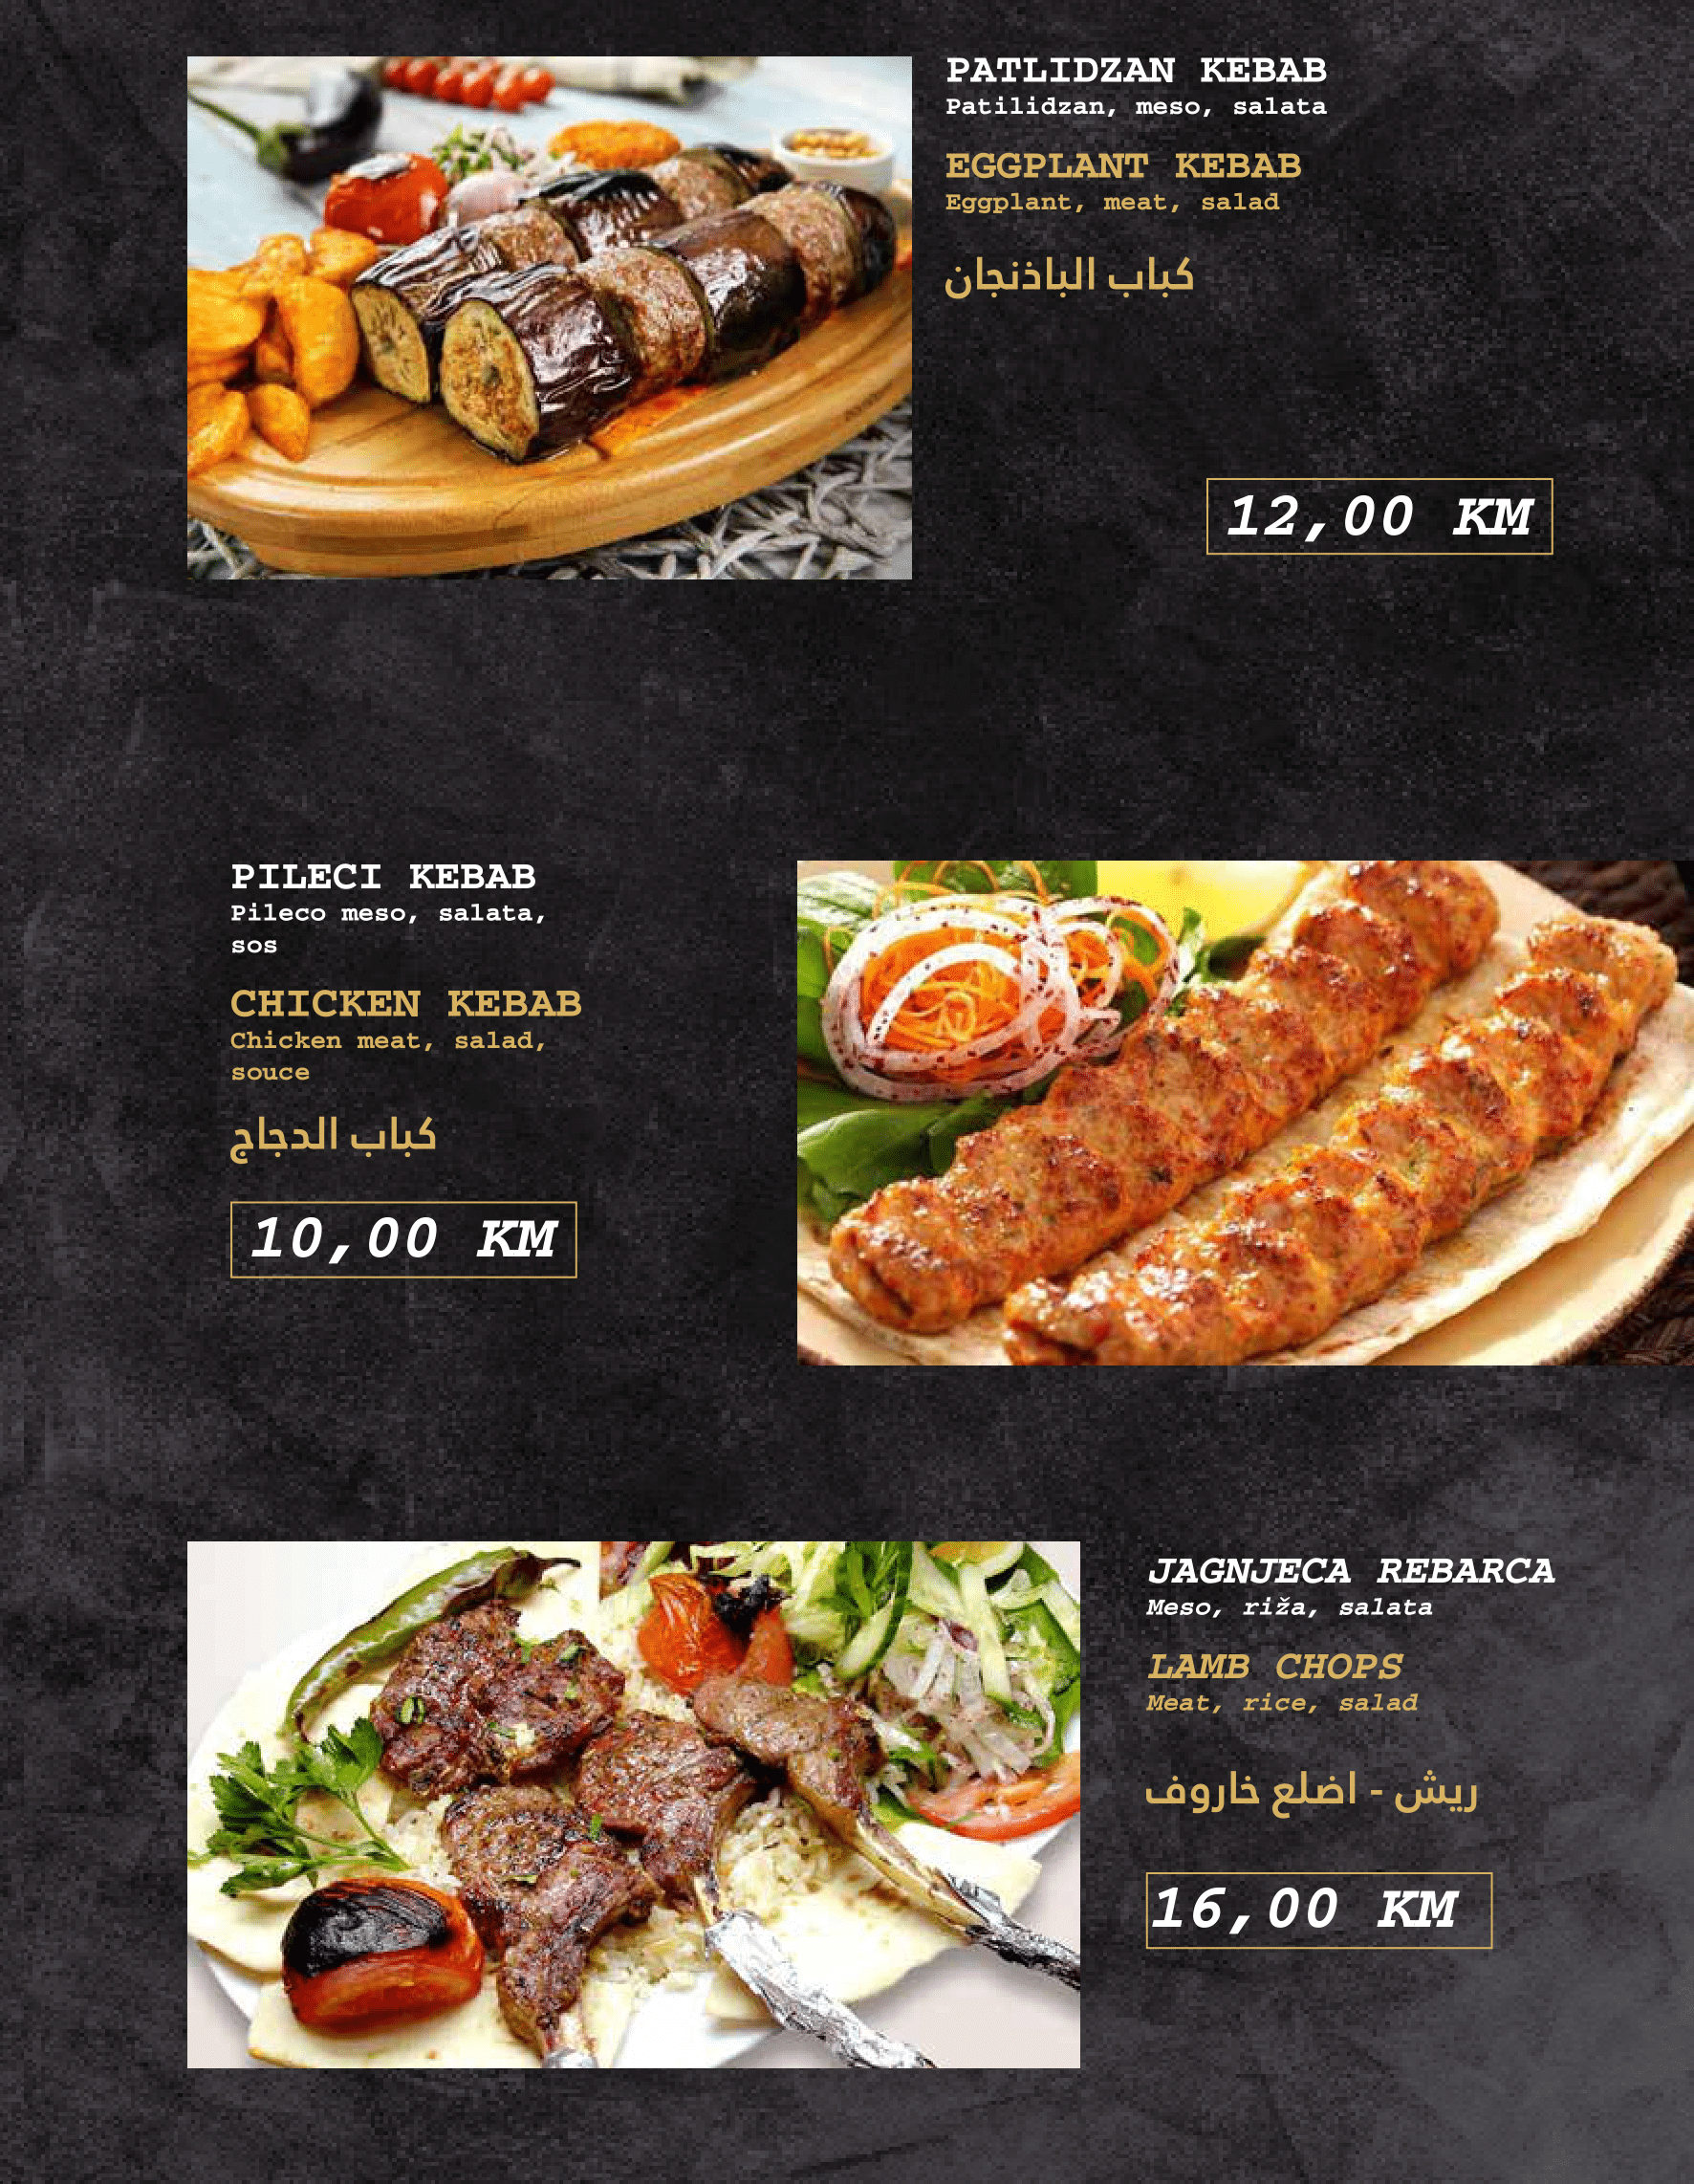 PATLIDZAN KEBAB
Patilidzan, meso, salata
EGGPLANT KEBAB
Eggplant, meat, salad
كباب الباذنجان
12,00 KM
PILECI KEBAB
Pileco meso, salata,
sos
CHICKEN KEBAB
Chicken meat, salad,
souce
كباب الدجاج
10,00 KM
JAGNJECA REBARCA
Meso, riža, salata
LAMB CHOPS
Meat, rice, salad
ريش - اضلع خاروف
16,00 KM